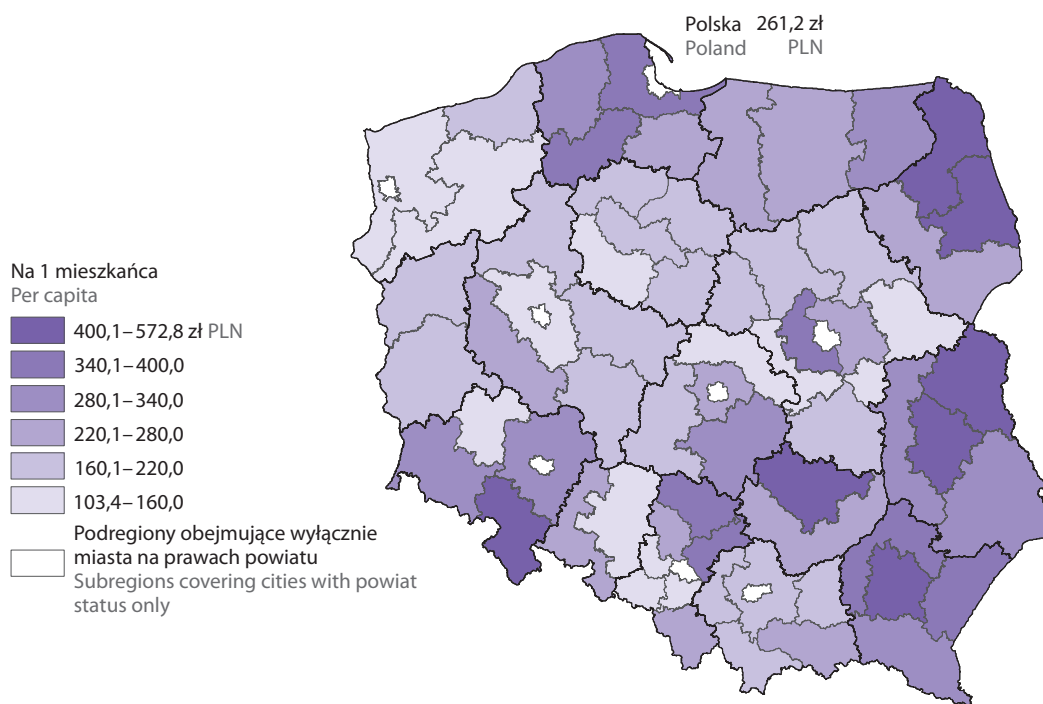 Polska 261,2 zł
Poland PLN
Na 1 mieszkańca
Per capita
400,1–572,8 zł PLN
340,1–400,0
280,1–340,0
220,1–280,0
160,1–220,0
103,4–160,0
Podregiony obejmujące wyłącznie
miasta na prawach powiatu
Subregions covering cities with powiat
status only